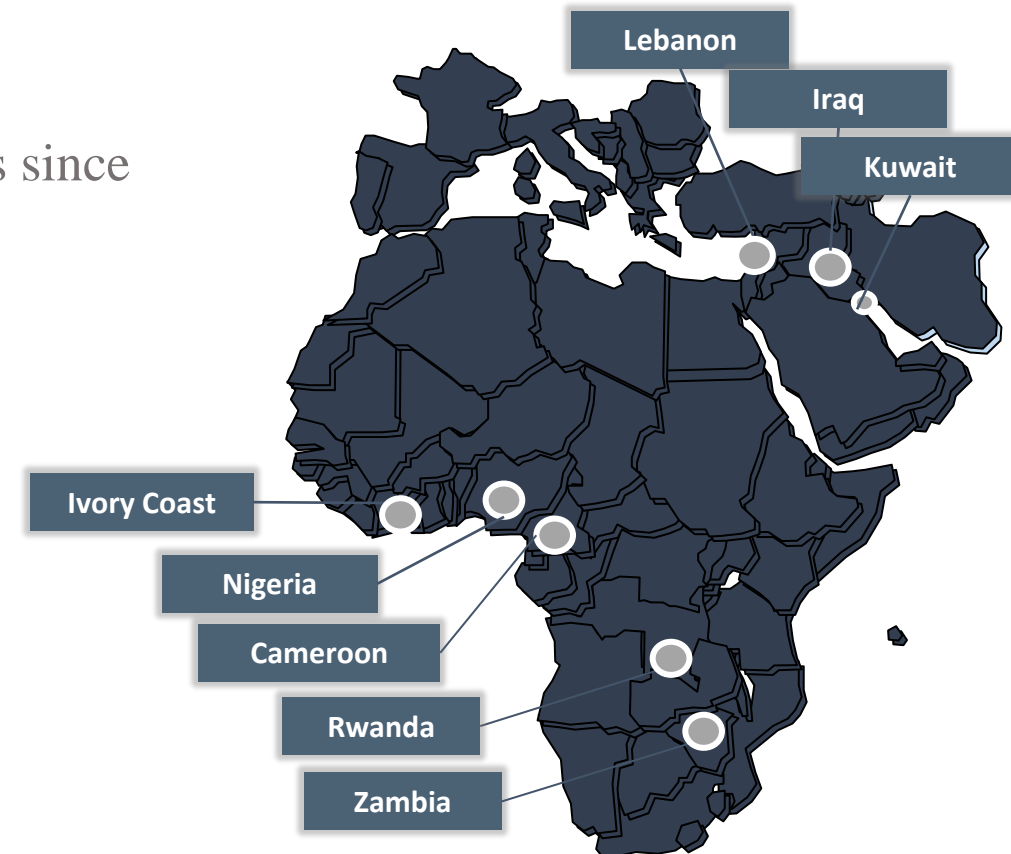 Lebanon
Iraq
s since
Kuwait
Ivory Coast
Nigeria
Cameroon
Rwanda
Zambia